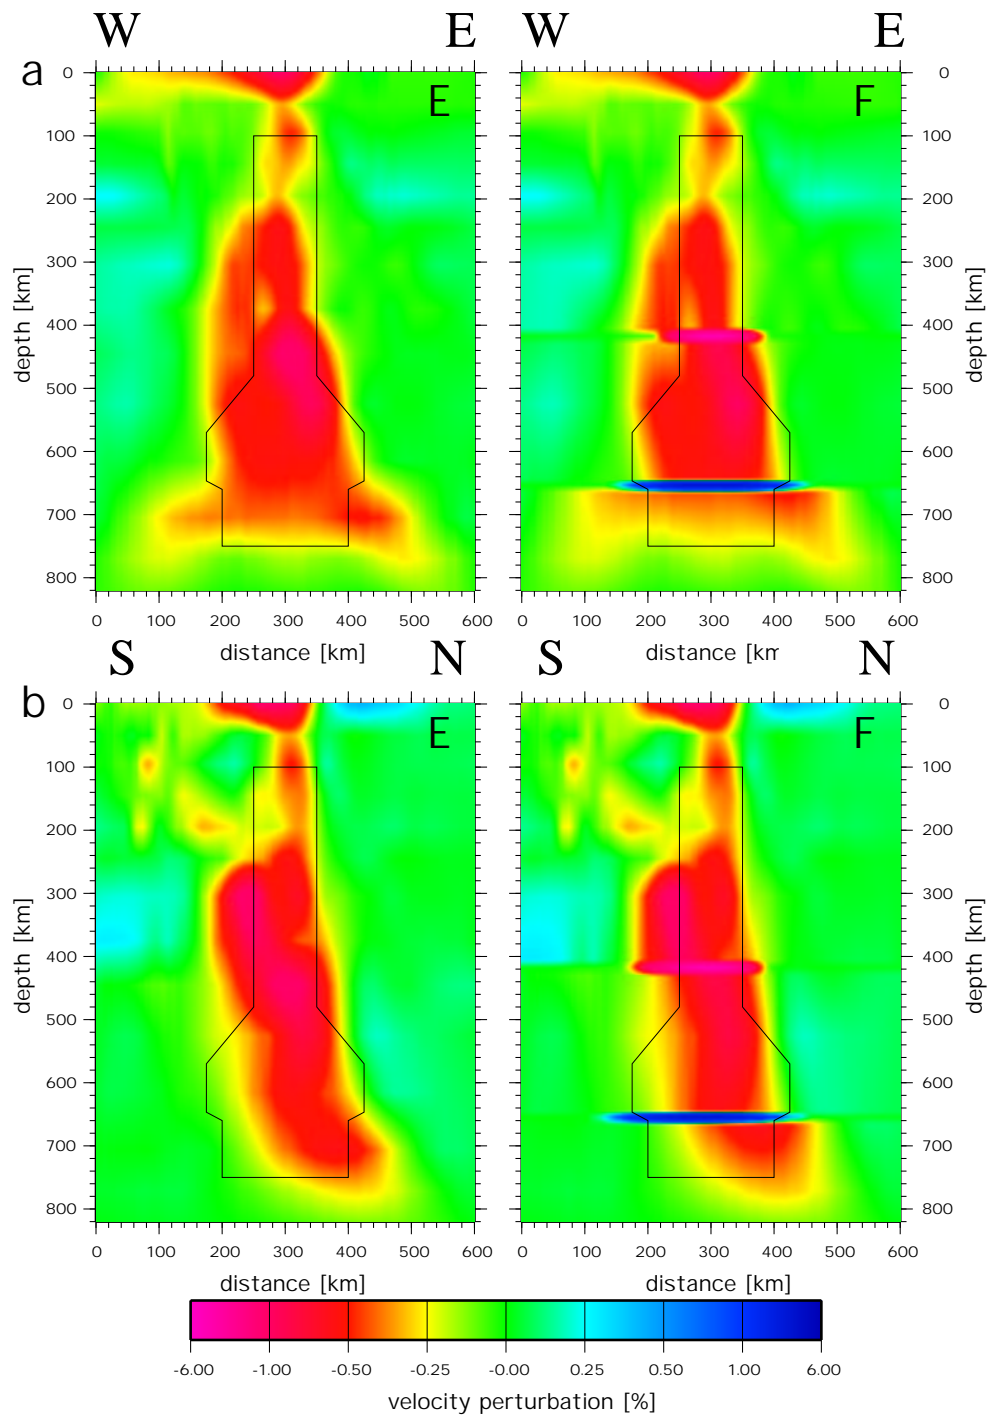 W E W E
a E F
0 0
100 100
200 200
300 300
400 400
500 500
600 600
700 700
800 800
depth [km] depth [km]
0 100 200 300 400 500 600 0 100 200 300 400 500 600
distance [km] distance [kr
S N S N
b E F
0 0
100 100
200 200
300 300
400 400
500 500
600 600
700 700
800 800
depth [km] depth [km]
0 100 200 300 400 500 600 0 100 200 300 400 500 600
distance [km] distance [km]
-6.00 -1.00 -0.50 -0.25 -0.00 0.25 0.50 1.00 6.00
velocity perturbation [%]